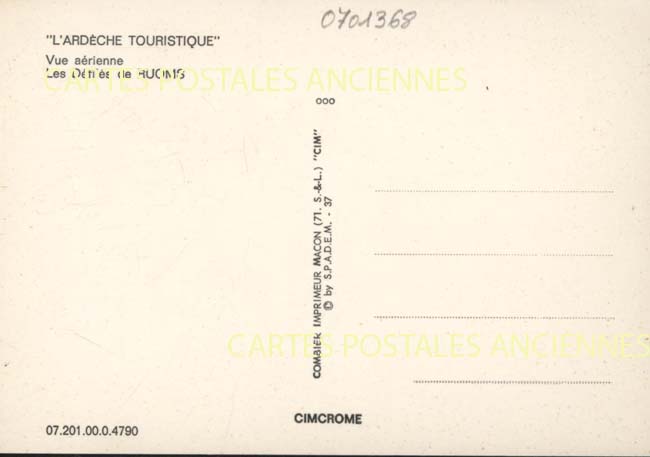 0701368
"L'ARDÈCHE TOURISTIQUE"
Vue aérienne
Les Défilés de RUOMS
CARTES POSTALES ANCIENNES
ooo
COMBIER IMPRIMEUR MACON (71. S.-&-L.) "CIM"
© by S.P.A.D.E.M. - 37
CARTES POSTALES ANCIENNES
CIMCROME
07.201.00.0.4790